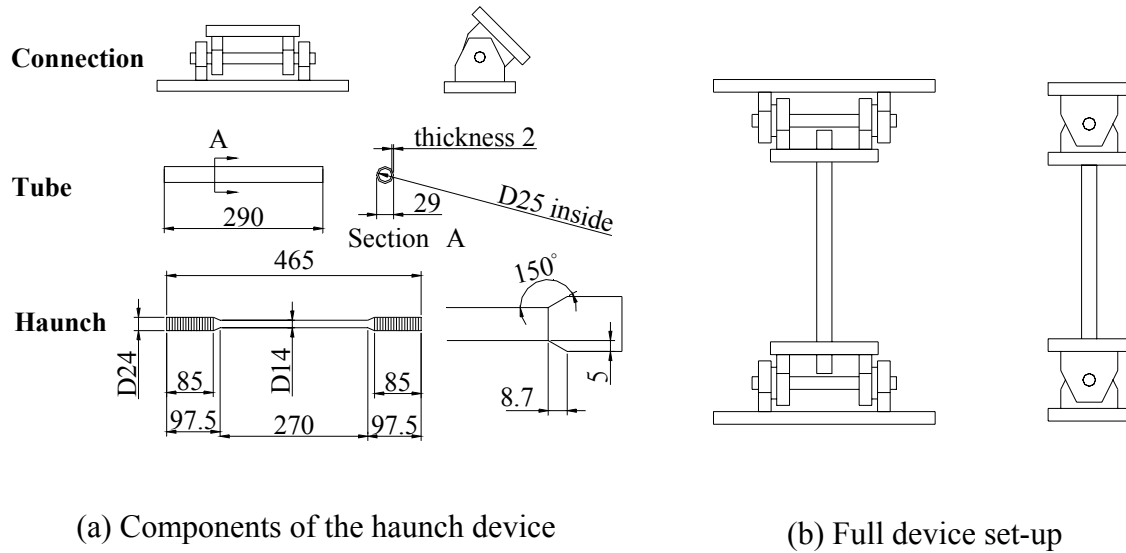 Connection
A
thickness 2
Tube
290
29
D25 inside
Section A
465
150°
Haunch
D24
D14
85
85
5
8.7
97.5
270
97.5
(a) Components of the haunch device
(b) Full device set-up